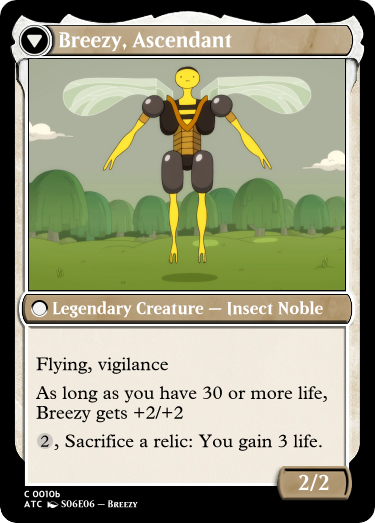 Breezy, Ascendant
Legendary Creature — Insect Noble
Flying, vigilance
As long as you have 30 or more life,
Breezy gets +2/+2
2, Sacrifice a relic: You gain 3 life.
2/2
C 0010b
ATC S06E06 — Breezy